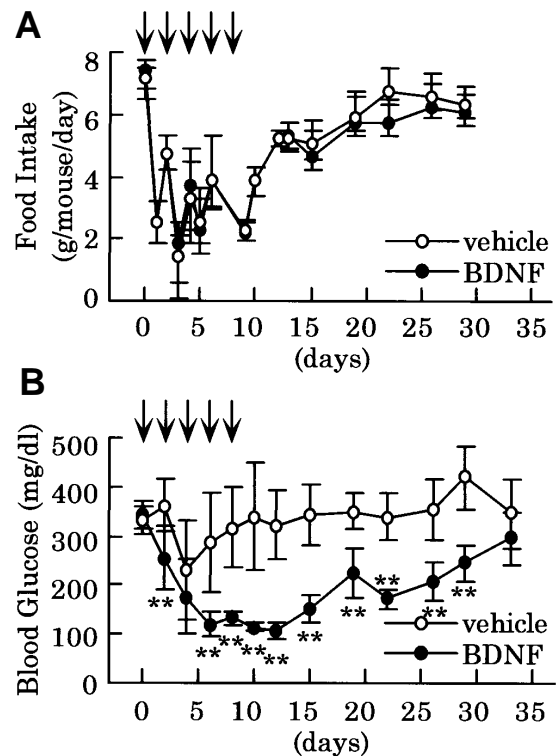 A
Food Intake
(g/mouse/day)
8
6
4
2
0
vehicle
BDNF
0 5 10 15 20 25 30 35
(days)
B
Blood Glucose (mg/dl)
500
400
300
200
100
0
** ** ** ** ** ** ** ** ** **
vehicle
BDNF
0 5 10 15 20 25 30 35
(days)